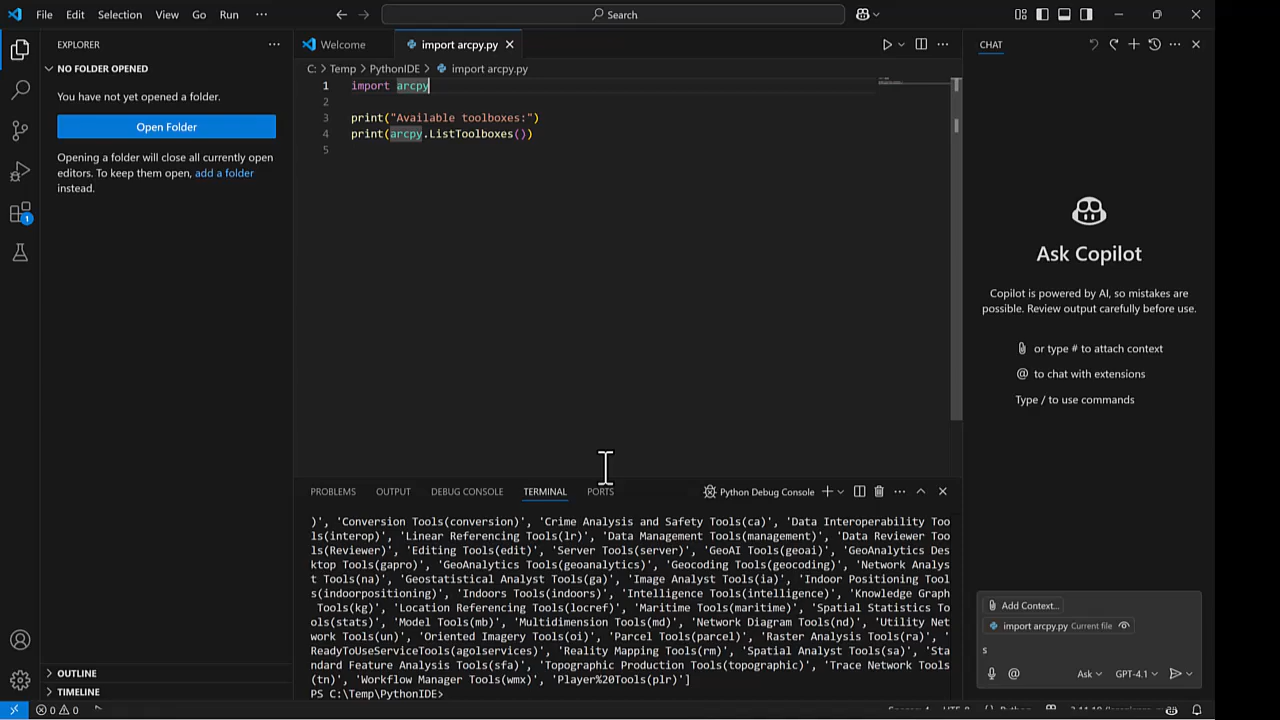 File Edit Selection View Go Run ··· Search
EXPLORER ···
NO FOLDER OPENED
You have not yet opened a folder.
Open Folder
Opening a folder will close all currently open
editors. To keep them open, add a folder
instead.
OUTLINE
TIMELINE
1
Welcome
import arcpy.py
C: > Temp > PythonIDE > import arcpy.py
1 import arcpy
2
3 print("Available toolboxes:")
4 print(arcpy.ListToolboxes())
5
PROBLEMS OUTPUT DEBUG CONSOLE TERMINAL PORTS
Python Debug Console
)', 'Conversion Tools(conversion)', 'Crime Analysis and Safety Tools(ca)', 'Data Interoperability Too
ls(interop)', 'Linear Referencing Tools(lr)', 'Data Management Tools(management)', 'Data Reviewer Too
ls(Reviewer)', 'Editing Tools(edit)', 'Server Tools(server)', 'GeoAI Tools(geoai)', 'GeoAnalytics Des
ktop Tools(gapro)', 'GeoAnalytics Tools(geoanalytics)', 'Geocoding Tools(geocoding)', 'Network Analys
t Tools(na)', 'Geostatistical Analyst Tools(ga)', 'Image Analyst Tools(ia)', 'Indoor Positioning Tool
s(indoorpositioning)', 'Indoors Tools(indoors)', 'Intelligence Tools(intelligence)', 'Knowledge Graph
Tools(kg)', 'Location Referencing Tools(locref)', 'Maritime Tools(maritime)', 'Spatial Statistics To
ols(stats)', 'Model Tools(mb)', 'Multidimension Tools(md)', 'Network Diagram Tools(nd)', 'Utility Net
work Tools(un)', 'Oriented Imagery Tools(oi)', 'Parcel Tools(parcel)', 'Raster Analysis Tools(ra)', '
ReadyToUseServiceTools(agolservices)', 'Reality Mapping Tools(rm)', 'Spatial Analyst Tools(sa)', 'Sta
ndard Feature Analysis Tools(sfa)', 'Topographic Production Tools(topographic)', 'Trace Network Tools
(tn)', 'Workflow Manager Tools(wmx)', 'Player%20Tools(plr)']
PS C:\Temp\PythonIDE>
CHAT
Ask Copilot
Copilot is powered by AI, so mistakes are
possible. Review output carefully before use.
or type # to attach context
@ to chat with extensions
Type / to use commands
Add Context...
import arcpy.py Current file
s
@ Ask GPT-4.1
0 0